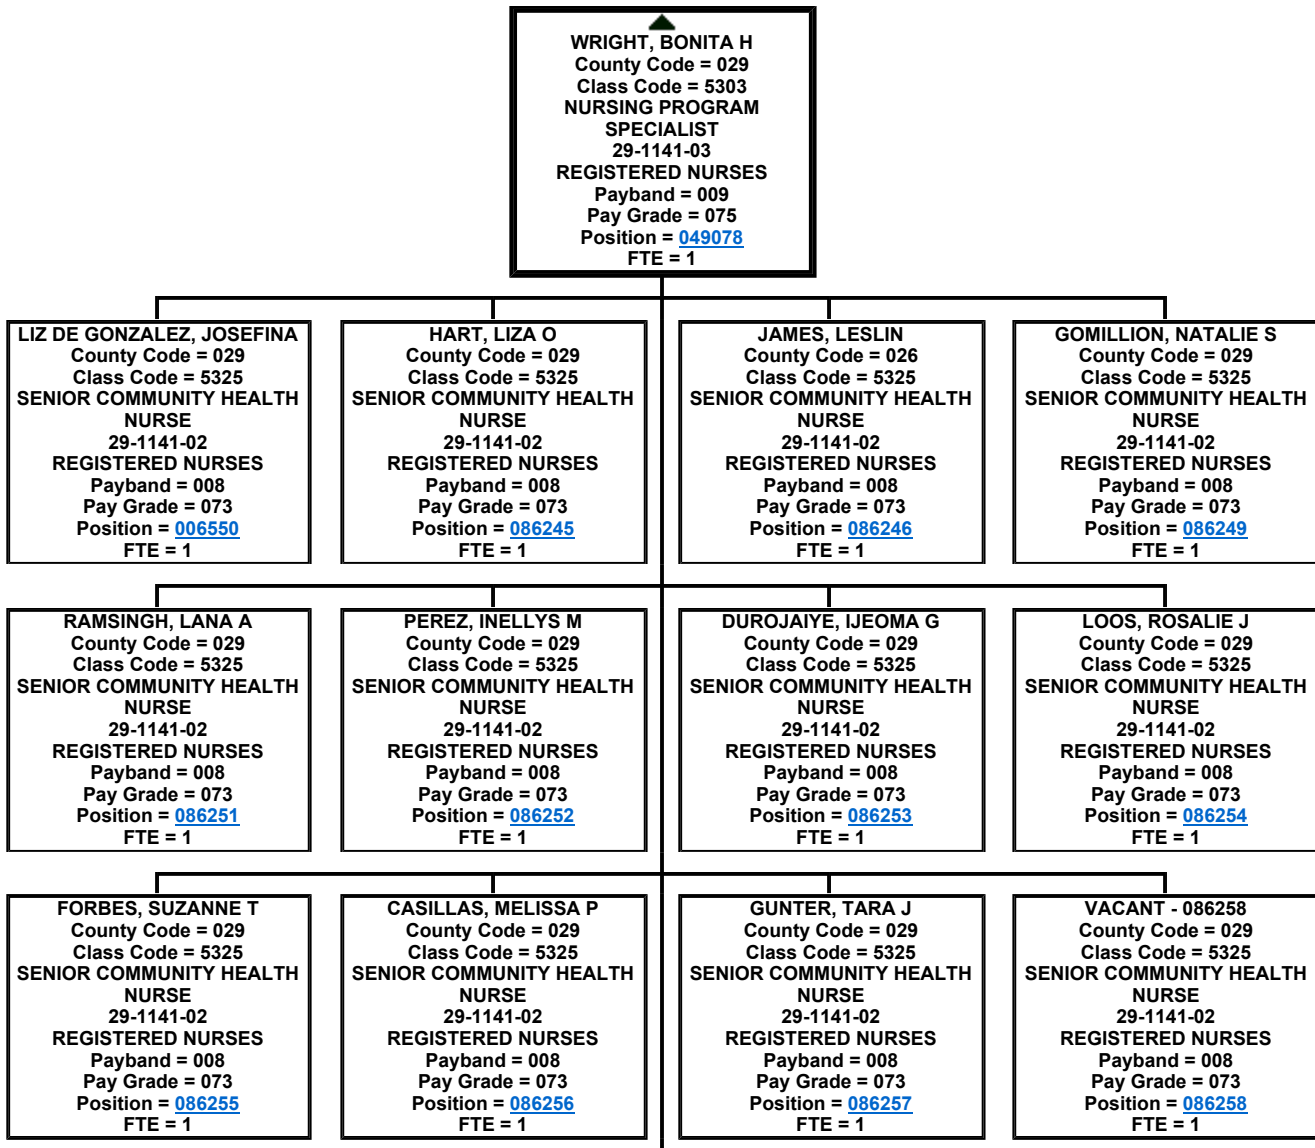 WRIGHT, BONITA H
County Code = 029
Class Code = 5303
NURSING PROGRAM
SPECIALIST
29-1141-03
REGISTERED NURSES
Payband = 009
Pay Grade = 075
Position = 049078
FTE = 1
LIZ DE GONZALEZ, JOSEFINA
County Code = 029
Class Code = 5325
SENIOR COMMUNITY HEALTH
NURSE
29-1141-02
REGISTERED NURSES
Payband = 008
Pay Grade = 073
Position = 006550
FTE = 1
HART, LIZA O
County Code = 029
Class Code = 5325
SENIOR COMMUNITY HEALTH
NURSE
29-1141-02
REGISTERED NURSES
Payband = 008
Pay Grade = 073
Position = 086245
FTE = 1
JAMES, LESLIN
County Code = 026
Class Code = 5325
SENIOR COMMUNITY HEALTH
NURSE
29-1141-02
REGISTERED NURSES
Payband = 008
Pay Grade = 073
Position = 086246
FTE = 1
GOMILLION, NATALIE S
County Code = 029
Class Code = 5325
SENIOR COMMUNITY HEALTH
NURSE
29-1141-02
REGISTERED NURSES
Payband = 008
Pay Grade = 073
Position = 086249
FTE = 1
RAMSINGH, LANA A
County Code = 029
Class Code = 5325
SENIOR COMMUNITY HEALTH
NURSE
29-1141-02
REGISTERED NURSES
Payband = 008
Pay Grade = 073
Position = 086251
FTE = 1
PEREZ, INELLYS M
County Code = 029
Class Code = 5325
SENIOR COMMUNITY HEALTH
NURSE
29-1141-02
REGISTERED NURSES
Payband = 008
Pay Grade = 073
Position = 086252
FTE = 1
DUROJAIYE, IJEOMA G
County Code = 029
Class Code = 5325
SENIOR COMMUNITY HEALTH
NURSE
29-1141-02
REGISTERED NURSES
Payband = 008
Pay Grade = 073
Position = 086253
FTE = 1
LOOS, ROSALIE J
County Code = 029
Class Code = 5325
SENIOR COMMUNITY HEALTH
NURSE
29-1141-02
REGISTERED NURSES
Payband = 008
Pay Grade = 073
Position = 086254
FTE = 1
FORBES, SUZANNE T
County Code = 029
Class Code = 5325
SENIOR COMMUNITY HEALTH
NURSE
29-1141-02
REGISTERED NURSES
Payband = 008
Pay Grade = 073
Position = 086255
FTE = 1
CASILLAS, MELISSA P
County Code = 029
Class Code = 5325
SENIOR COMMUNITY HEALTH
NURSE
29-1141-02
REGISTERED NURSES
Payband = 008
Pay Grade = 073
Position = 086256
FTE = 1
GUNTER, TARA J
County Code = 029
Class Code = 5325
SENIOR COMMUNITY HEALTH
NURSE
29-1141-02
REGISTERED NURSES
Payband = 008
Pay Grade = 073
Position = 086257
FTE = 1
VACANT - 086258
County Code = 029
Class Code = 5325
SENIOR COMMUNITY HEALTH
NURSE
29-1141-02
REGISTERED NURSES
Payband = 008
Pay Grade = 073
Position = 086258
FTE = 1